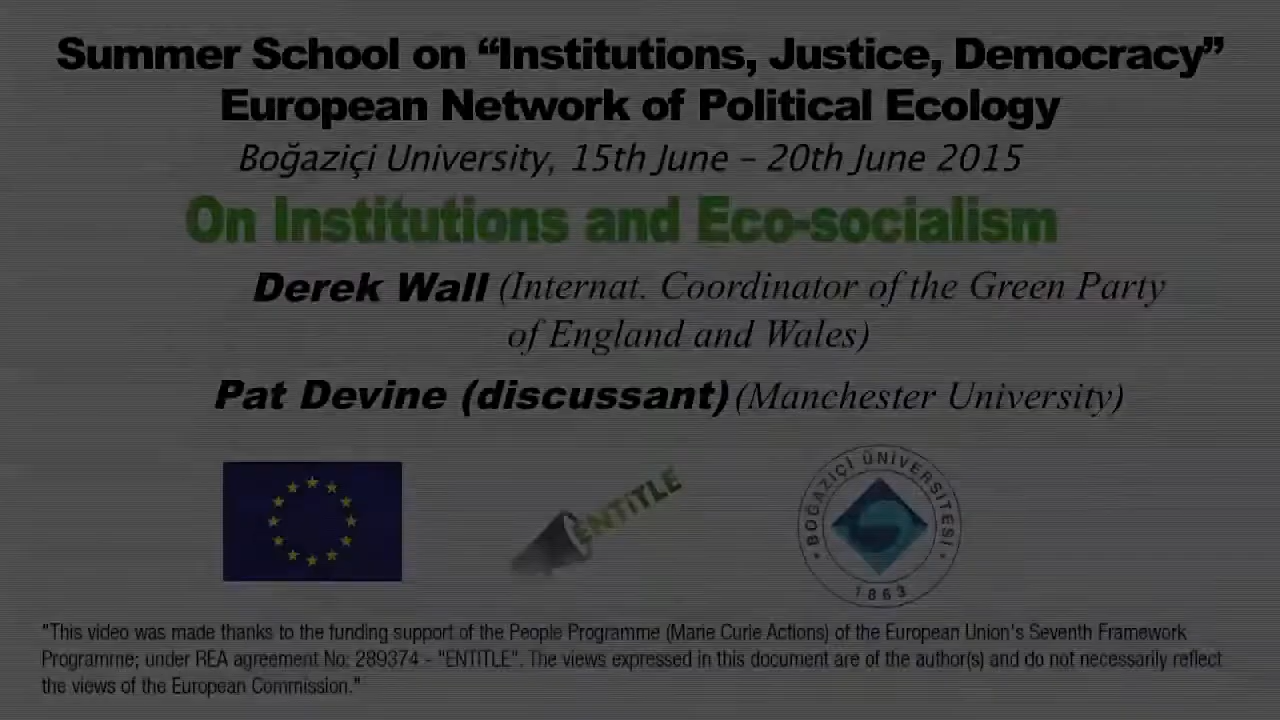 Summer School on “Institutions, Justice, Democracy”
European Network of Political Ecology
Boğaziçi University, 15th June – 20th June 2015
On Institutions and Eco-socialism
Derek Wall (Internat. Coordinator of the Green Party
of England and Wales)
Pat Devine (discussant) (Manchester University)
ENTiTLE
BOĞAZİÇİ ÜNİVERSİTESİ
1863
"This video was made thanks to the funding support of the People Programme (Marie Curie Actions) of the European Union's Seventh Framework
Programme; under REA agreement No: 289374 - "ENTITLE". The views expressed in this document are of the author(s) and do not necessarily reflect
the views of the European Commission."